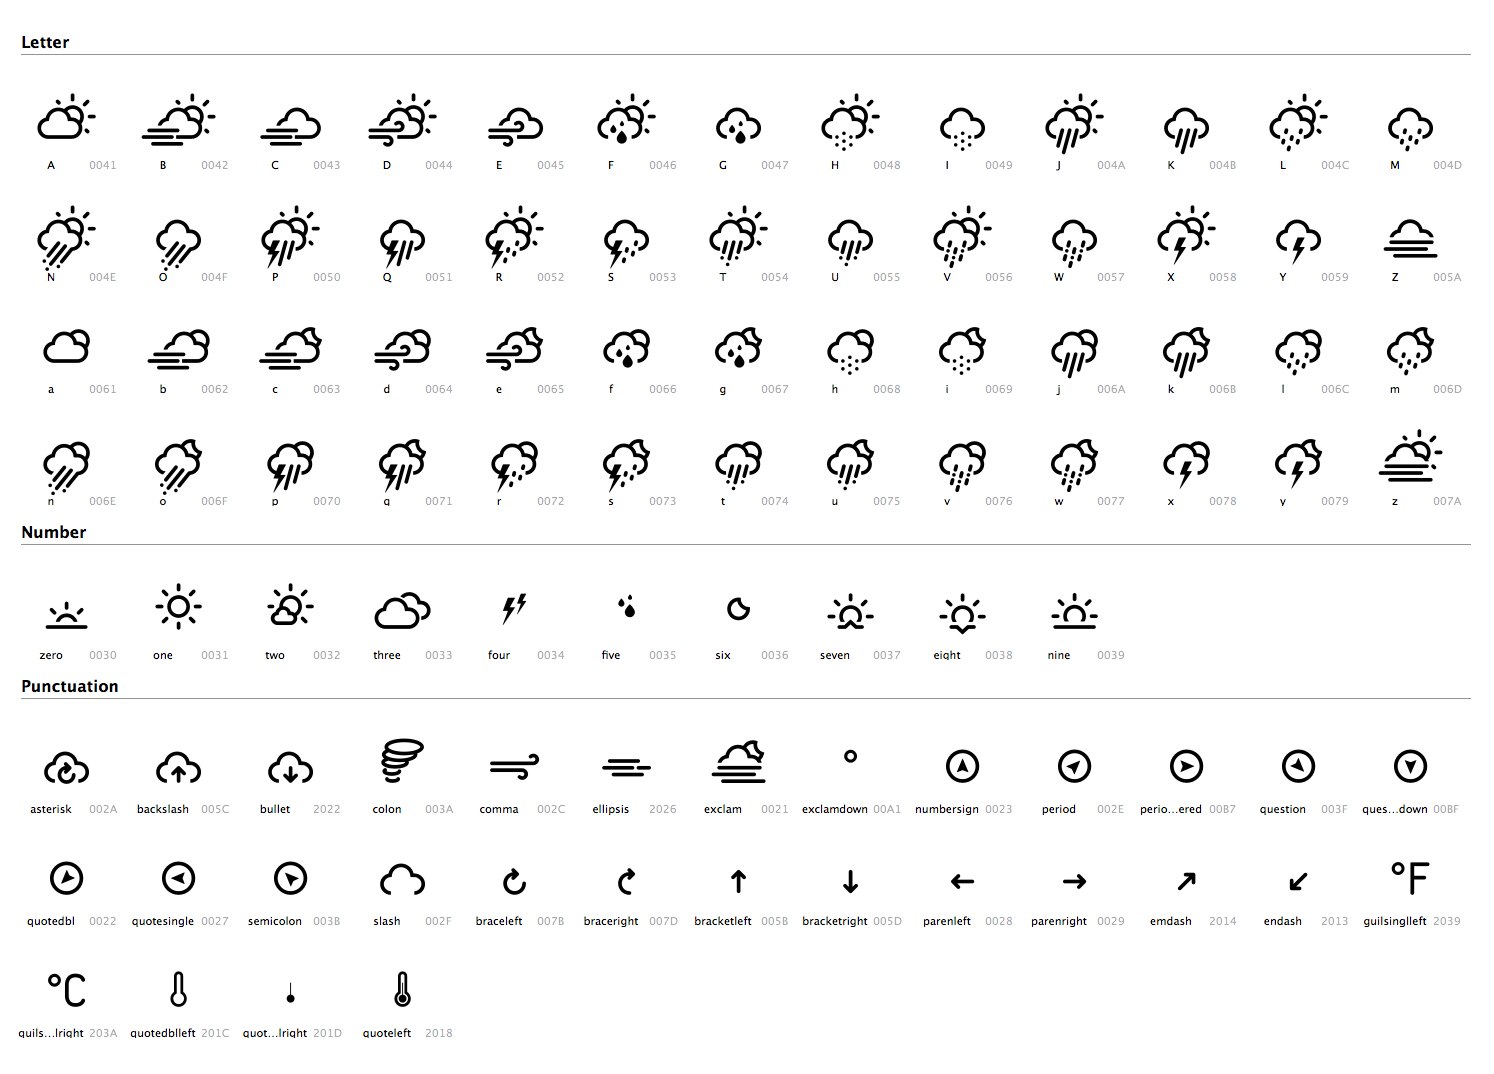 Letter
A 0041 B 0042 C 0043 D 0044 E 0045 F 0046 G 0047 H 0048 I 0049 J 004A K 004B L 004C M 004D
N 004E O 004F P 0050 Q 0051 R 0052 S 0053 T 0054 U 0055 V 0056 W 0057 X 0058 Y 0059 Z 005A
a 0061 b 0062 c 0063 d 0064 e 0065 f 0066 g 0067 h 0068 i 0069 j 006A k 006B l 006C m 006D
n 006E o 006F p 0070 q 0071 r 0072 s 0073 t 0074 u 0075 v 0076 w 0077 x 0078 y 0079 z 007A
Number
zero 0030 one 0031 two 0032 three 0033 four 0034 five 0035 six 0036 seven 0037 eight 0038 nine 0039
Punctuation
asterisk 002A backslash 005C bullet 2022 colon 003A comma 002C ellipsis 2026 exclam 0021 exclamdown 00A1 numbersign 0023 period 002E perio...ered 00B7 question 003F ques...down 00BF
°F
quotedbl 0022 quotesingle 0027 semicolon 003B slash 002F braceleft 007B braceright 007D bracketleft 005B bracketright 005D parenleft 0028 parenright 0029 emdash 2014 endash 2013 guilsinglleft 2039
°C
guils...lright 203A quotedblleft 201C quot...lright 201D quoteleft 2018